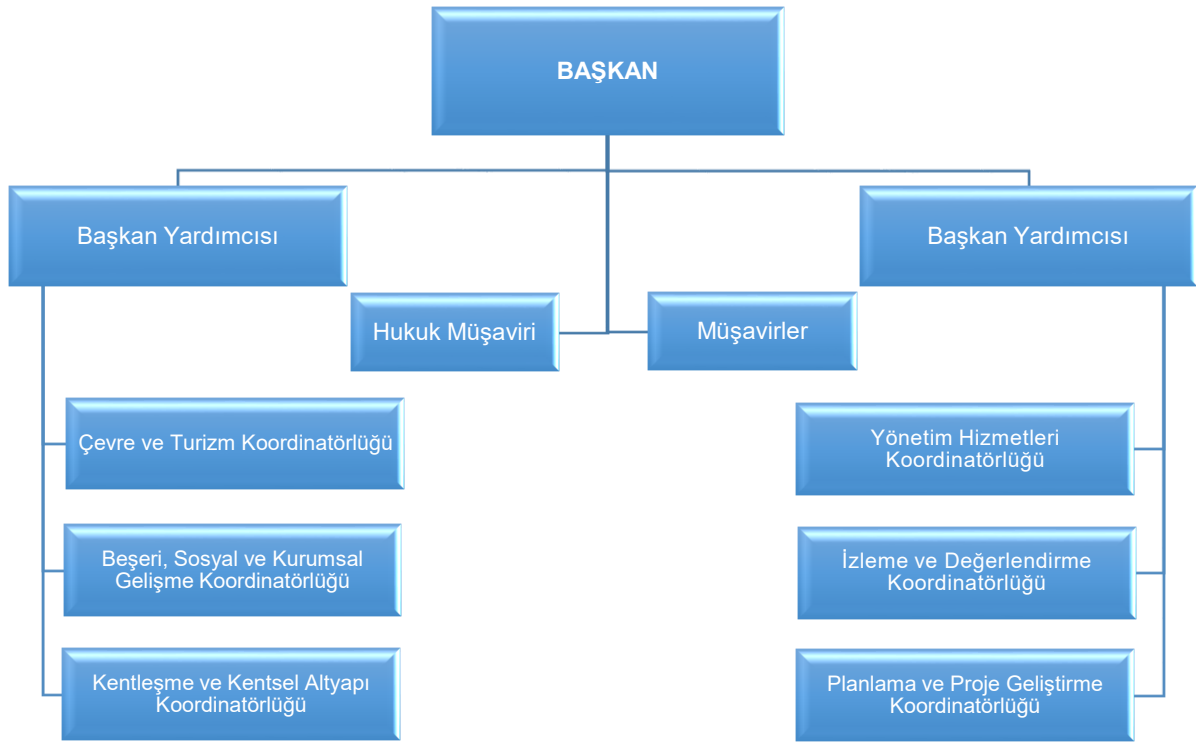 BAŞKAN
Başkan Yardımcısı
Başkan Yardımcısı
Hukuk Müşaviri
Müşavirler
Çevre ve Turizm Koordinatörlüğü
Beşeri, Sosyal ve Kurumsal
Gelişme Koordinatörlüğü
Kentleşme ve Kentsel Altyapı
Koordinatörlüğü
Yönetim Hizmetleri
Koordinatörlüğü
İzleme ve Değerlendirme
Koordinatörlüğü
Planlama ve Proje Geliştirme
Koordinatörlüğü